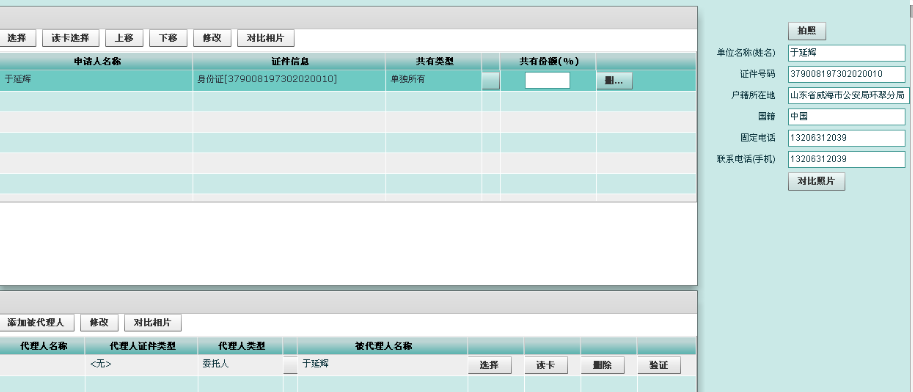 选择 读卡选择 上移 下移 修改 对比相片
申请人名称 证件信息 共有类型 共有份额(%)
于延辉 身份证[379008197302020010] 单独所有 删...
拍照
单位名称(姓名) 于延辉
证件号码 379008197302020010
户籍所在地 山东省威海市公安局环翠分局
国籍 中国
固定电话 13206312039
联系电话(手机) 13206312039
对比照片
添加被代理人 修改 对比相片
代理人名称 代理人证件类型 代理人类型 被代理人名称
<无> 委托人 于延辉 选择 读卡 删除 验证